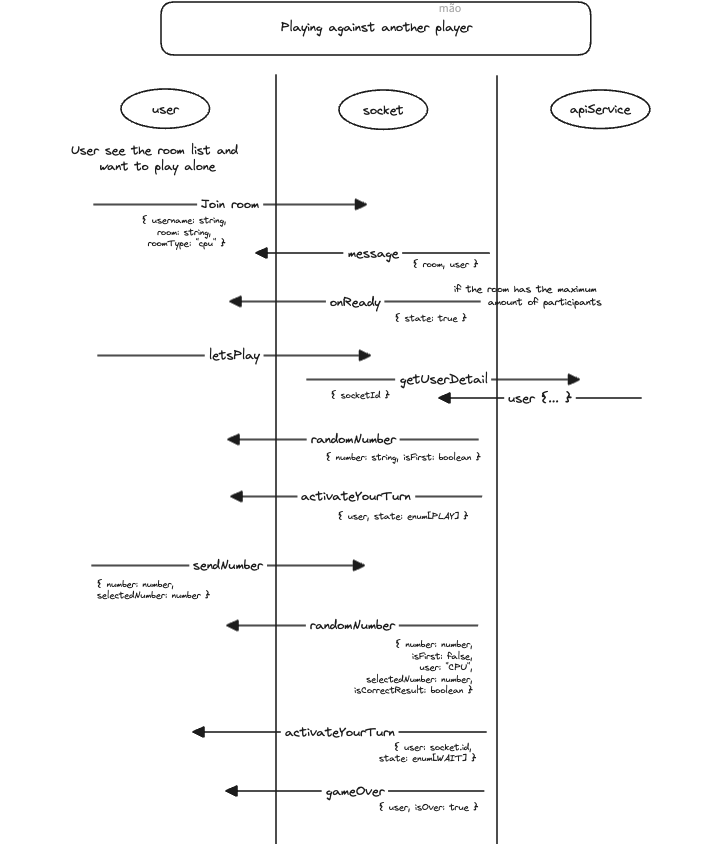 mão
Playing against another player
user
socket
apiService
User see the room list and
want to play alone
Join room
{ username: string,
room: string,
roomType: "cpu" }
message
{ room, user }
if the room has the maximum
amount of participants
onReady
{ state: true }
letsPlay
getUserDetail
{ socketId }
user {... }
randomNumber
{ number: string, isFirst: boolean }
activateYourTurn
{ user, state: enum[PLAY] }
sendNumber
{ number: number,
selectedNumber: number }
randomNumber
{ number: number,
isFirst: false,
user: "CPU",
selectedNumber: number,
isCorrectResult: boolean }
activateYourTurn
{ user: socket.id,
state: enum[WAIT] }
gameOver
{ user, isOver: true }